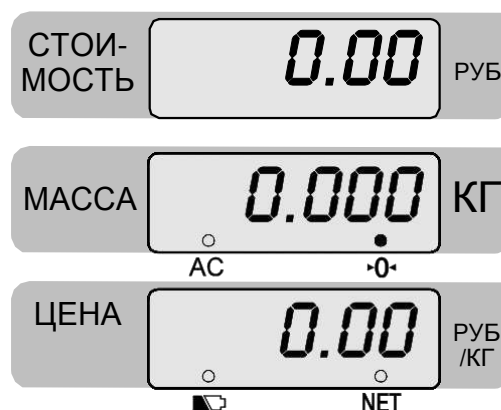 СТОИ-
МОСТЬ
0.00
РУБ
МАССА
0.000
КГ
AC
▸0◂
ЦЕНА
0.00
РУБ
/КГ
NET